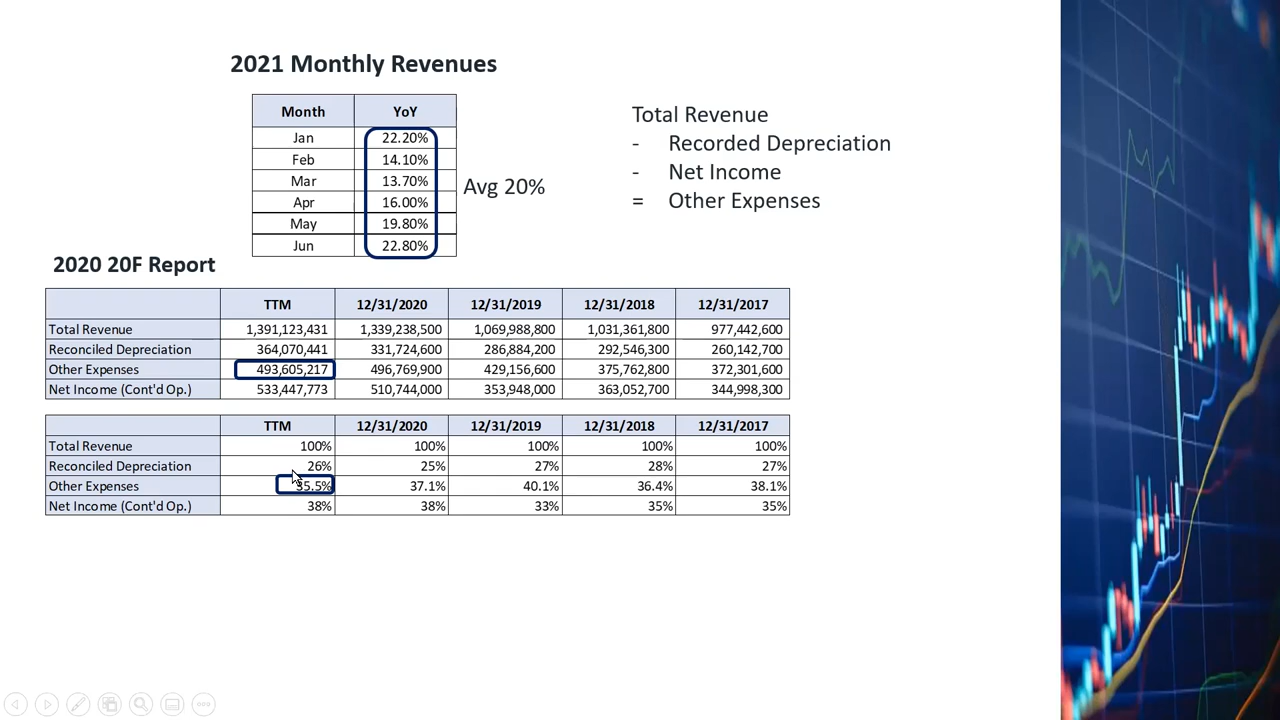 2021 Monthly Revenues
Month YoY
Jan 22.20%
Feb 14.10%
Mar 13.70%
Apr 16.00%
May 19.80%
Jun 22.80%
Avg 20%
Total Revenue
- Recorded Depreciation
- Net Income
= Other Expenses
2020 20F Report
TTM 12/31/2020 12/31/2019 12/31/2018 12/31/2017
Total Revenue 1,391,123,431 1,339,238,500 1,069,988,800 1,031,361,800 977,442,600
Reconciled Depreciation 364,070,441 331,724,600 286,884,200 292,546,300 260,142,700
Other Expenses 493,605,217 496,769,900 429,156,600 375,762,800 372,301,600
Net Income (Cont'd Op.) 533,447,773 510,744,000 353,948,000 363,052,700 344,998,300
TTM 12/31/2020 12/31/2019 12/31/2018 12/31/2017
Total Revenue 100% 100% 100% 100% 100%
Reconciled Depreciation 26% 25% 27% 28% 27%
Other Expenses 35.5% 37.1% 40.1% 36.4% 38.1%
Net Income (Cont'd Op.) 38% 38% 33% 35% 35%